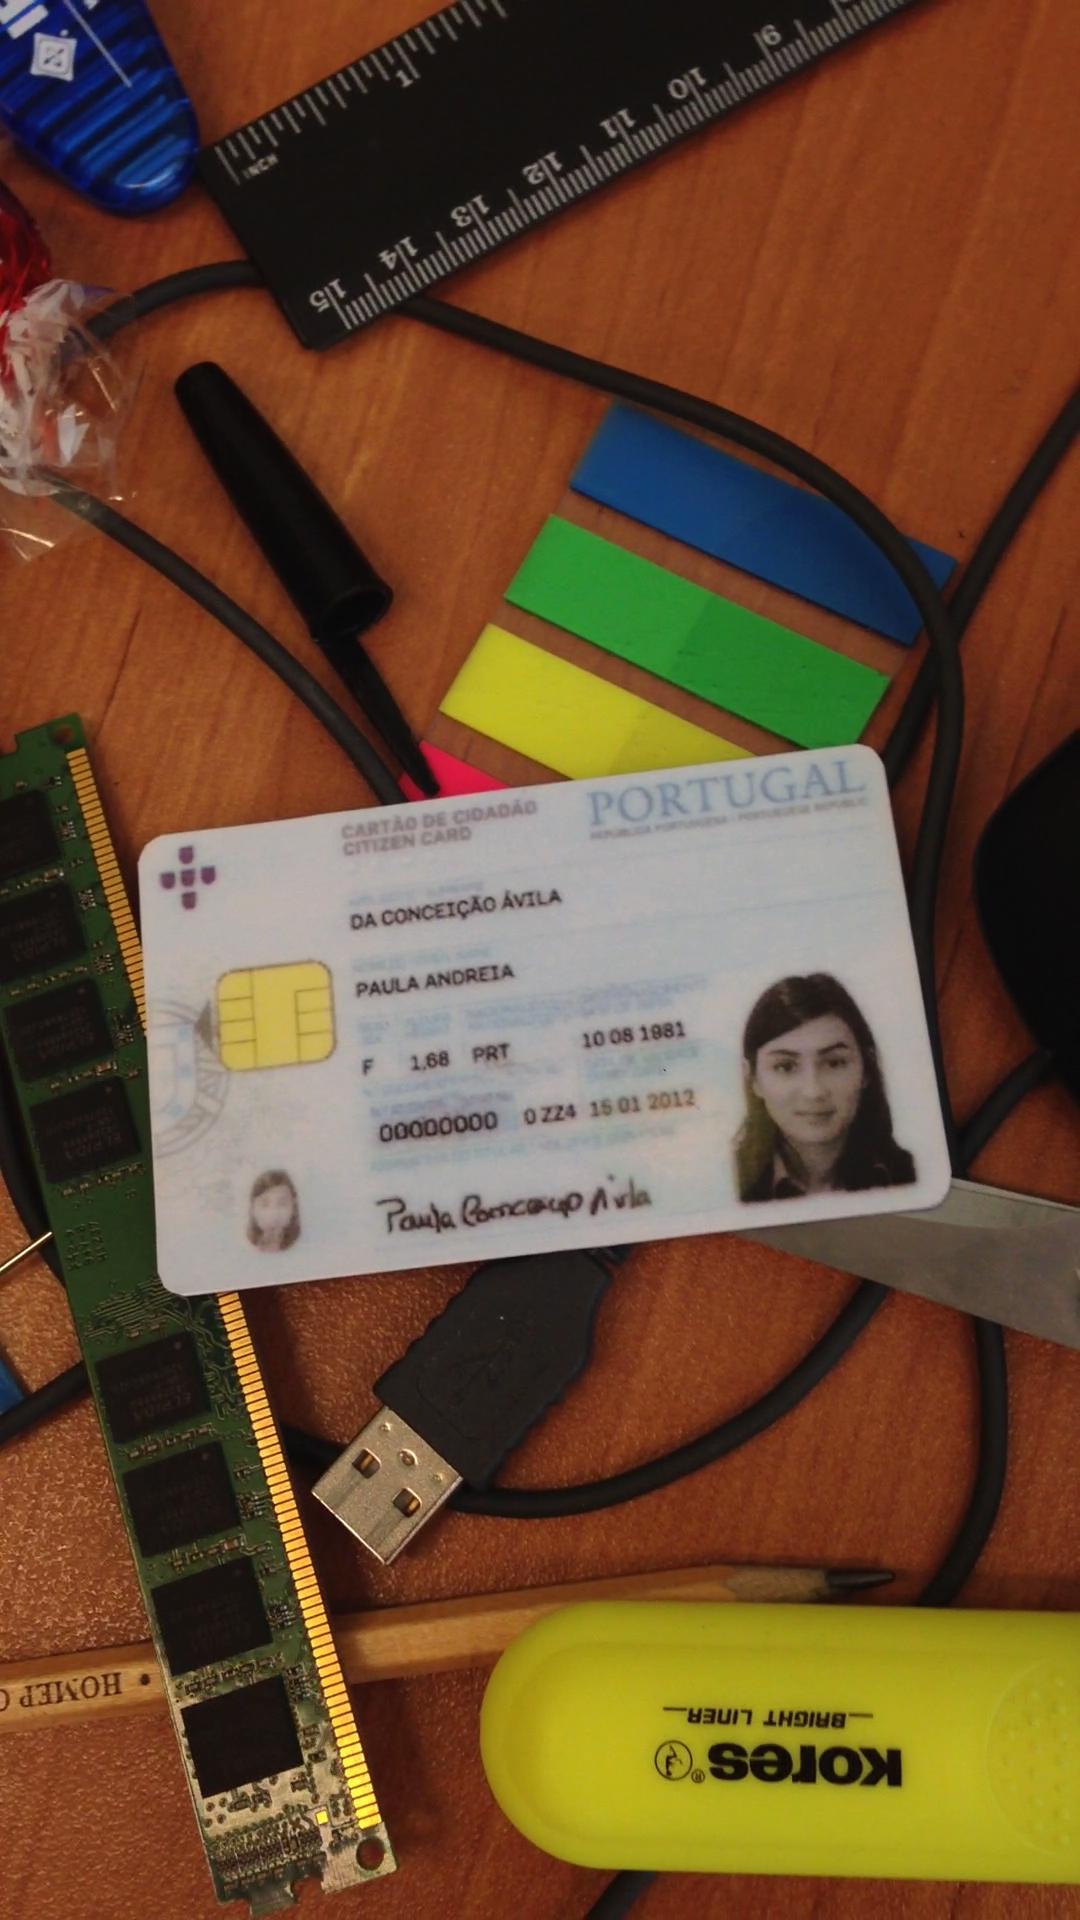 INCH
1
9
10
11
12
13
14
15
CARTÃO DE CIDADÃO
CITIZEN CARD
PORTUGAL
REPÚBLICA PORTUGUESA / PORTUGUESE REPUBLIC
DA CONCEIÇÃO ÁVILA
PAULA ANDREIA
F 1,68 PRT 10 08 1981
00000000 0 ZZ4 15 01 2012
Paula Conceição Ávila
ELPIDA
HOMEP
Kores®
BRIGHT LINER